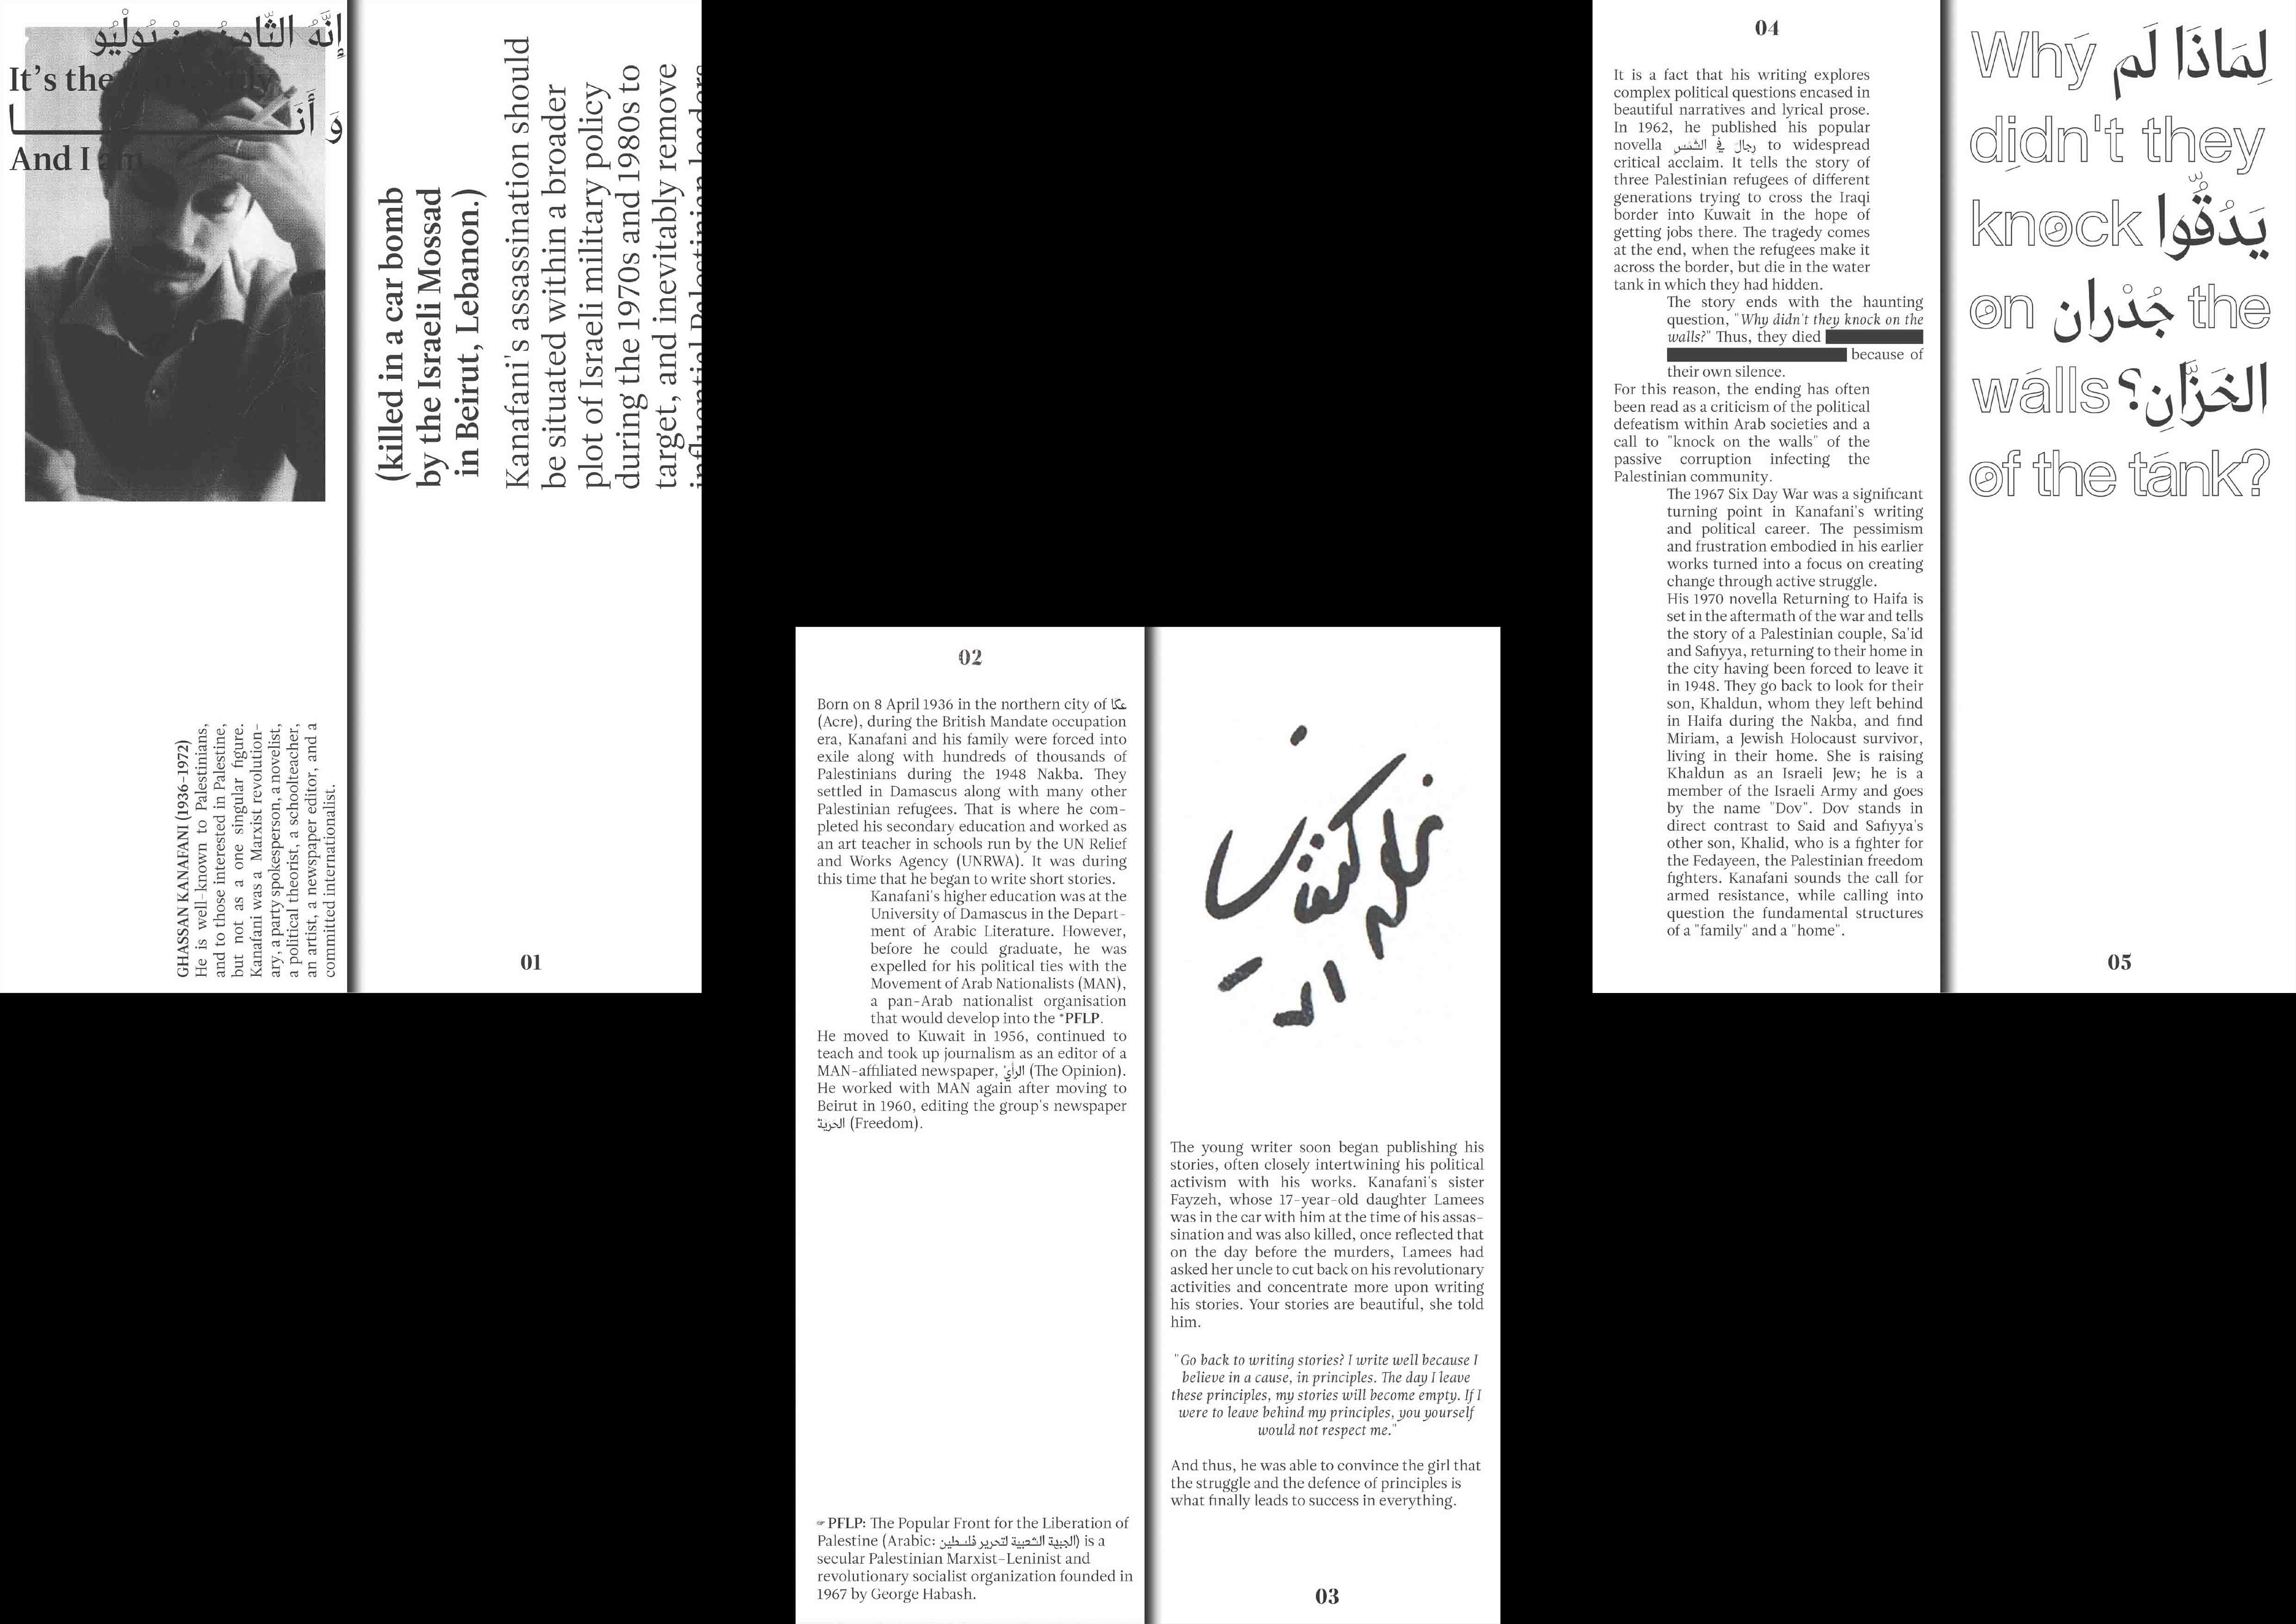 إِنَّهُ الثَّامِنُ يُولْيُو
It's the
وَ أَنَـــــــــا
And I am
GHASSAN KANAFANI (1936-1972)
He is well-known to Palestinians,
and to those interested in Palestine,
but not as a one singular figure.
Kanafani was a Marxist revolution-
ary, a party spokesperson, a novelist,
a political theorist, a schoolteacher,
an artist, a newspaper editor, and a
committed internationalist.
(killed in a car bomb
by the Israeli Mossad
in Beirut, Lebanon.)
Kanafani's assassination should
be situated within a broader
plot of Israeli military policy
during the 1970s and 1980s to
target, and inevitably remove
influential Palestinian leaders
01
02
Born on 8 April 1936 in the northern city of عكا
(Acre), during the British Mandate occupation
era, Kanafani and his family were forced into
exile along with hundreds of thousands of
Palestinians during the 1948 Nakba. They
settled in Damascus along with many other
Palestinian refugees. That is where he com-
pleted his secondary education and worked as
an art teacher in schools run by the UN Relief
and Works Agency (UNRWA). It was during
this time that he began to write short stories.
Kanafani's higher education was at the
University of Damascus in the Depart-
ment of Arabic Literature. However,
before he could graduate, he was
expelled for his political ties with the
Movement of Arab Nationalists (MAN),
a pan-Arab nationalist organisation
that would develop into the *PFLP.
He moved to Kuwait in 1956, continued to
teach and took up journalism as an editor of a
MAN-affiliated newspaper, الرأي (The Opinion).
He worked with MAN again after moving to
Beirut in 1960, editing the group's newspaper
الحرية (Freedom).
☞ PFLP: The Popular Front for the Liberation of
Palestine (Arabic: الجبهة الشعبية لتحرير فلسطين) is a
secular Palestinian Marxist-Leninist and
revolutionary socialist organization founded in
1967 by George Habash.
غسان كنفاني
The young writer soon began publishing his
stories, often closely intertwining his political
activism with his works. Kanafani's sister
Fayzeh, whose 17-year-old daughter Lamees
was in the car with him at the time of his assas-
sination and was also killed, once reflected that
on the day before the murders, Lamees had
asked her uncle to cut back on his revolutionary
activities and concentrate more upon writing
his stories. Your stories are beautiful, she told
him.
"Go back to writing stories? I write well because I
believe in a cause, in principles. The day I leave
these principles, my stories will become empty. If I
were to leave behind my principles, you yourself
would not respect me."
And thus, he was able to convince the girl that
the struggle and the defence of principles is
what finally leads to success in everything.
03
04
It is a fact that his writing explores
complex political questions encased in
beautiful narratives and lyrical prose.
In 1962, he published his popular
novella رجال في الشمس to widespread
critical acclaim. It tells the story of
three Palestinian refugees of different
generations trying to cross the Iraqi
border into Kuwait in the hope of
getting jobs there. The tragedy comes
at the end, when the refugees make it
across the border, but die in the water
tank in which they had hidden.
The story ends with the haunting
question, "Why didn't they knock on the
walls?" Thus, they died
because of
their own silence.
For this reason, the ending has often
been read as a criticism of the political
defeatism within Arab societies and a
call to "knock on the walls" of the
passive corruption infecting the
Palestinian community.
The 1967 Six Day War was a significant
turning point in Kanafani's writing
and political career. The pessimism
and frustration embodied in his earlier
works turned into a focus on creating
change through active struggle.
His 1970 novella Returning to Haifa is
set in the aftermath of the war and tells
the story of a Palestinian couple, Sa'id
and Safiyya, returning to their home in
the city having been forced to leave it
in 1948. They go back to look for their
son, Khaldun, whom they left behind
in Haifa during the Nakba, and find
Miriam, a Jewish Holocaust survivor,
living in their home. She is raising
Khaldun as an Israeli Jew; he is a
member of the Israeli Army and goes
by the name "Dov". Dov stands in
direct contrast to Said and Safiyya's
other son, Khalid, who is a fighter for
the Fedayeen, the Palestinian freedom
fighters. Kanafani sounds the call for
armed resistance, while calling into
question the fundamental structures
of a "family" and a "home".
Why لِمَاذَا لَم
didn't they
knock يَدُقُّوا
on جُدْران the
walls الخَزَّانِ؟
of the tank?
05